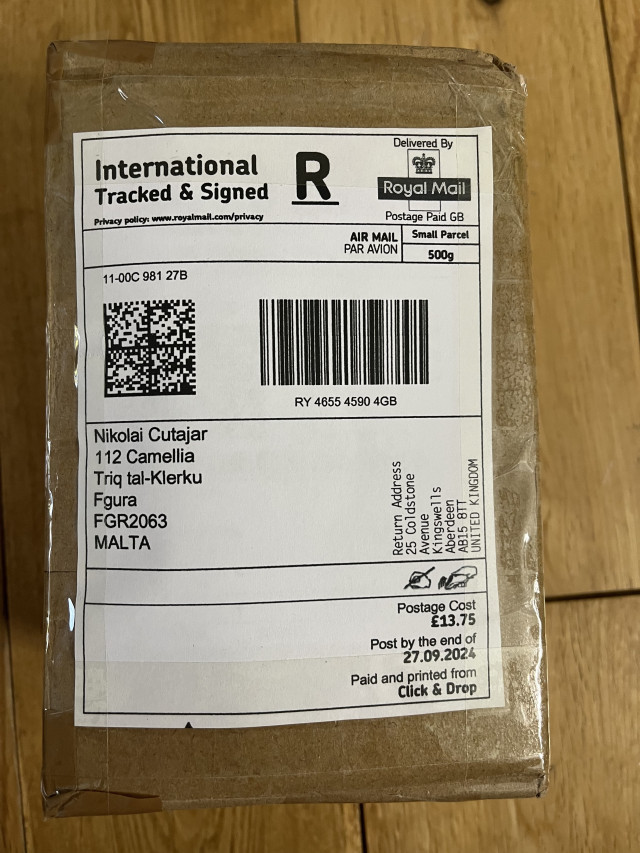 International
Tracked & Signed
R
Privacy policy: www.royalmail.com/privacy
Delivered By
Royal Mail
Postage Paid GB
AIR MAIL
PAR AVION
Small Parcel
500g
11-00C 981 27B
RY 4655 4590 4GB
Nikolai Cutajar
112 Camellia
Triq tal-Klerku
Fgura
FGR2063
MALTA
Return Address
25 Coldstone
Avenue
Kingswells
Aberdeen
AB15 8TT
UNITED KINGDOM
Postage Cost
£13.75
Post by the end of
27.09.2024
Paid and printed from
Click & Drop